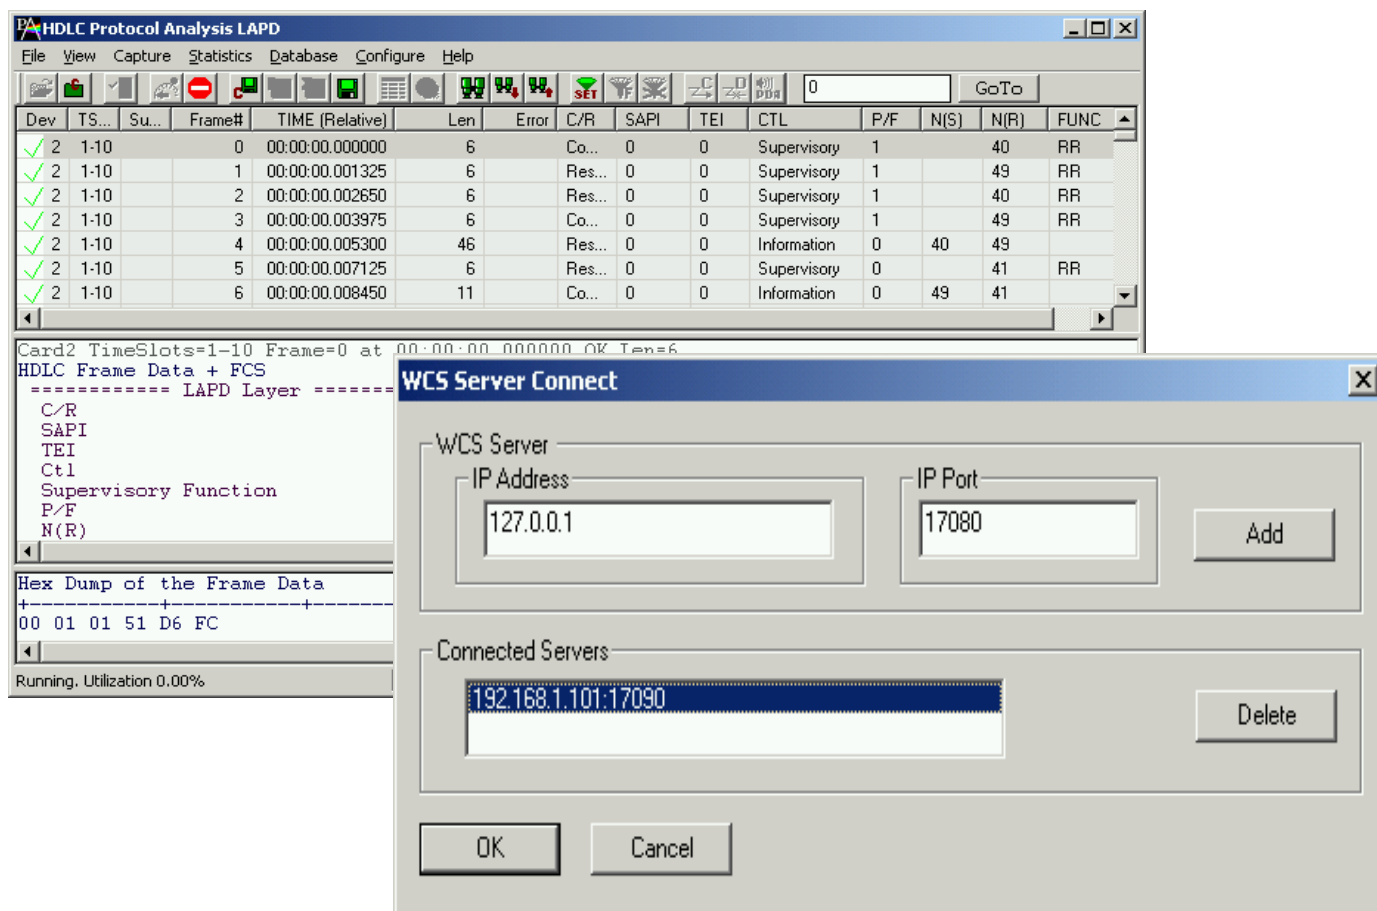 HDLC Protocol Analysis LAPD
File View Capture Statistics Database Configure Help
SET 0 GoTo
Dev TS... Su... Frame# TIME (Relative) Len Error C/R SAPI TEI CTL P/F N(S) N(R) FUNC
2 1-10 0 00:00:00.000000 6 Co... 0 0 Supervisory 1 40 RR
2 1-10 1 00:00:00.001325 6 Res... 0 0 Supervisory 1 49 RR
2 1-10 2 00:00:00.002650 6 Res... 0 0 Supervisory 1 40 RR
2 1-10 3 00:00:00.003975 6 Co... 0 0 Supervisory 1 49 RR
2 1-10 4 00:00:00.005300 46 Res... 0 0 Information 0 40 49
2 1-10 5 00:00:00.007125 6 Res... 0 0 Supervisory 0 41 RR
2 1-10 6 00:00:00.008450 11 Co... 0 0 Information 0 49 41
Card2 TimeSlots=1-10 Frame=0 at 00:00:00.000000 OK Len=6
HDLC Frame Data + FCS
============ LAPD Layer =======
C/R
SAPI
TEI
Ctl
Supervisory Function
P/F
N(R)
Hex Dump of the Frame Data
+-----------+-----------+-------
00 01 01 51 D6 FC
Running. Utilization 0.00%
WCS Server Connect
WCS Server
IP Address
127.0.0.1
IP Port
17080
Add
Connected Servers
192.168.1.101:17090
Delete
OK
Cancel